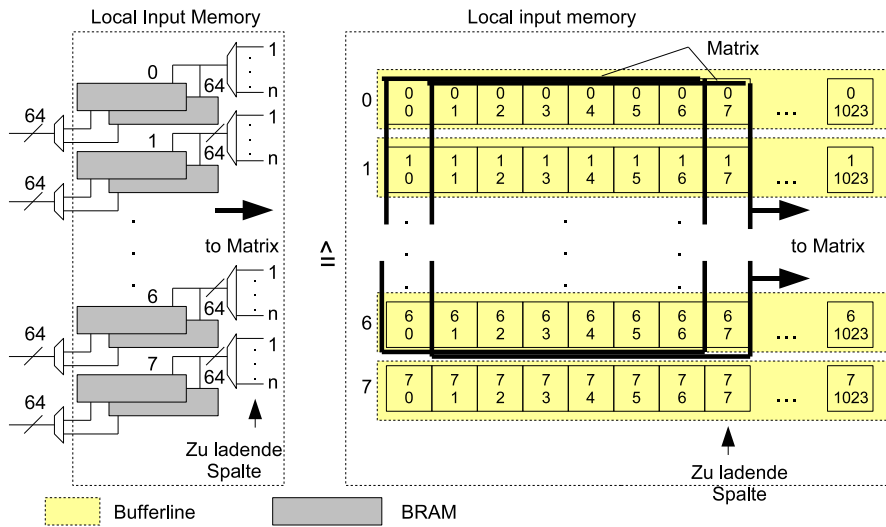 Local Input Memory
0
64
1
n
64
1
64
1
n
64
to Matrix
6
64
1
n
64
7
64
1
n
64
Zu ladende
Spalte
≙
Local input memory
Matrix
0
0 0 0 0 0 0 0 0 ... 0
0 1 2 3 4 5 6 7 1023
1
1 1 1 1 1 1 1 1 ... 1
0 1 2 3 4 5 6 7 1023
to Matrix
6
6 6 6 6 6 6 6 6 ... 6
0 1 2 3 4 5 6 7 1023
7
7 7 7 7 7 7 7 7 ... 7
0 1 2 3 4 5 6 7 1023
Zu ladende
Spalte
Bufferline
BRAM